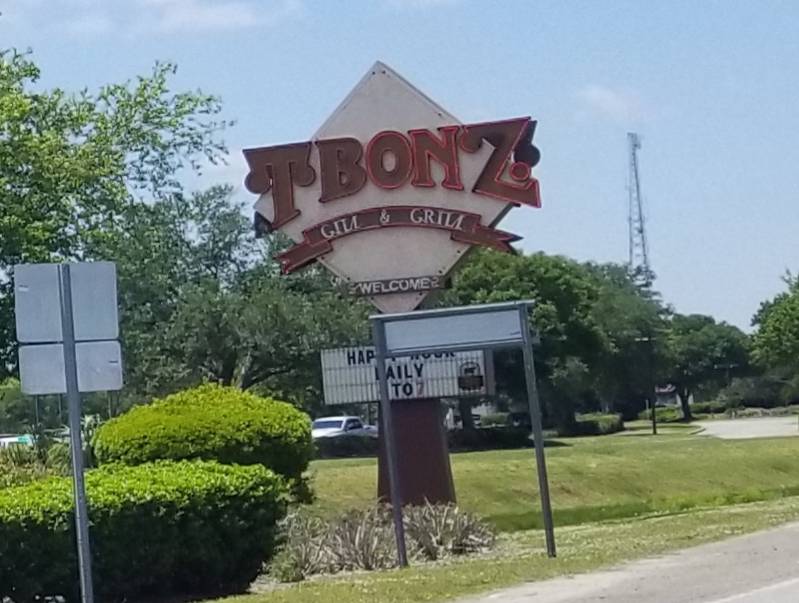 TBONZ
GILL & GRILL
WELCOME
HAPPY HOUR
DAILY
TO 7